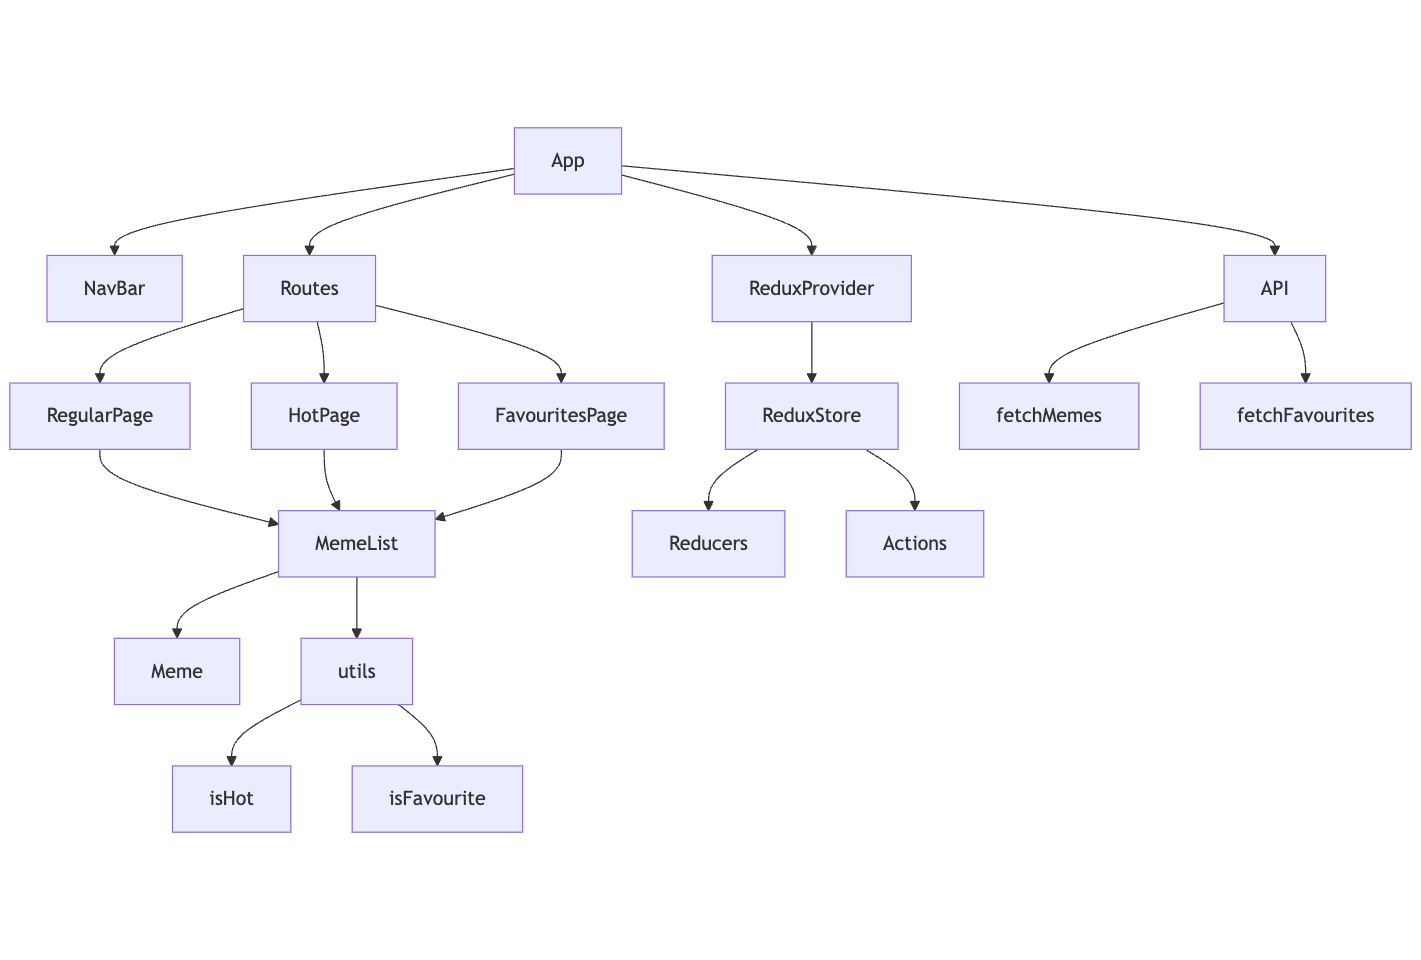 App
NavBar
Routes
ReduxProvider
API
RegularPage
HotPage
FavouritesPage
ReduxStore
fetchMemes
fetchFavourites
MemeList
Reducers
Actions
Meme
utils
isHot
isFavourite